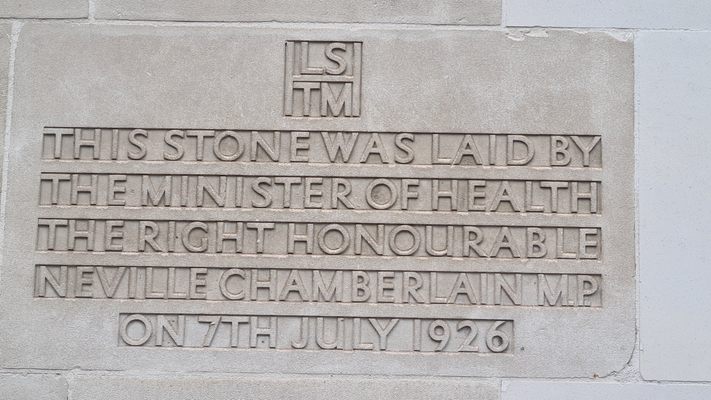 LS
TM
THIS STONE WAS LAID BY
THE MINISTER OF HEALTH
THE RIGHT HONOURABLE
NEVILLE CHAMBERLAIN M.P.
ON 7TH JULY 1926.